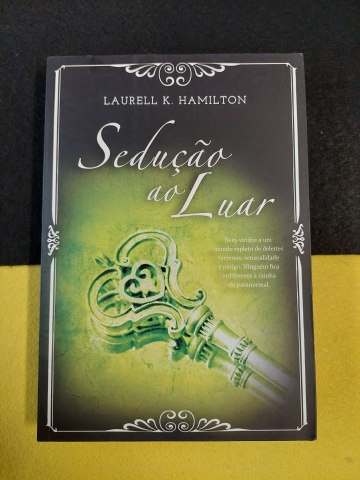 LAURELL K. HAMILTON
Sedução
ao Luar
Bem-vindos a um
mundo repleto de deleites
terrenos, sensualidade
e perigo. Ninguém fica
indiferente à rainha
do paranormal.